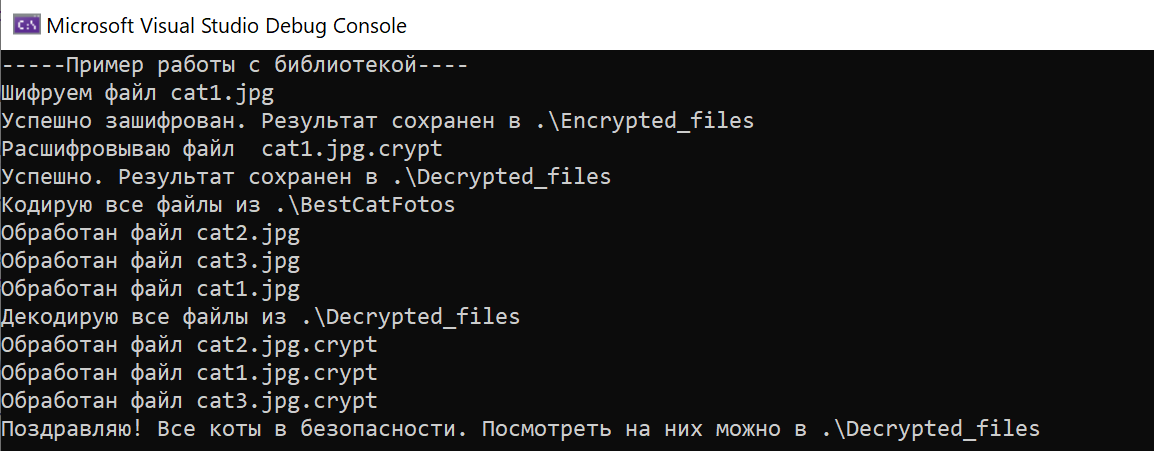 Microsoft Visual Studio Debug Console
-----Пример работы с библиотекой----
Шифруем файл cat1.jpg
Успешно зашифрован. Результат сохранен в .\Encrypted_files
Расшифровываю файл  cat1.jpg.crypt
Успешно. Результат сохранен в .\Decrypted_files
Кодирую все файлы из .\BestCatFotos
Обработан файл cat2.jpg
Обработан файл cat3.jpg
Обработан файл cat1.jpg
Декодирую все файлы из .\Decrypted_files
Обработан файл cat2.jpg.crypt
Обработан файл cat1.jpg.crypt
Обработан файл cat3.jpg.crypt
Поздравляю! Все коты в безопасности. Посмотреть на них можно в .\Decrypted_files